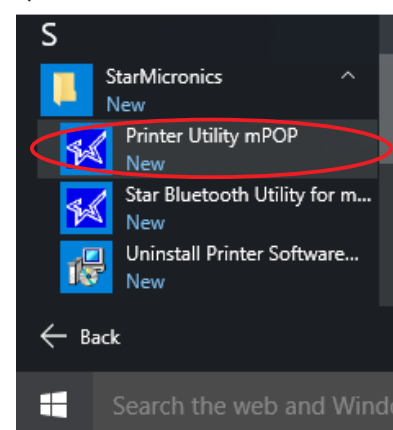 S
StarMicronics
New
Printer Utility mPOP
New
Star Bluetooth Utility for m...
New
Uninstall Printer Software...
New
Back
Search the web and Wind